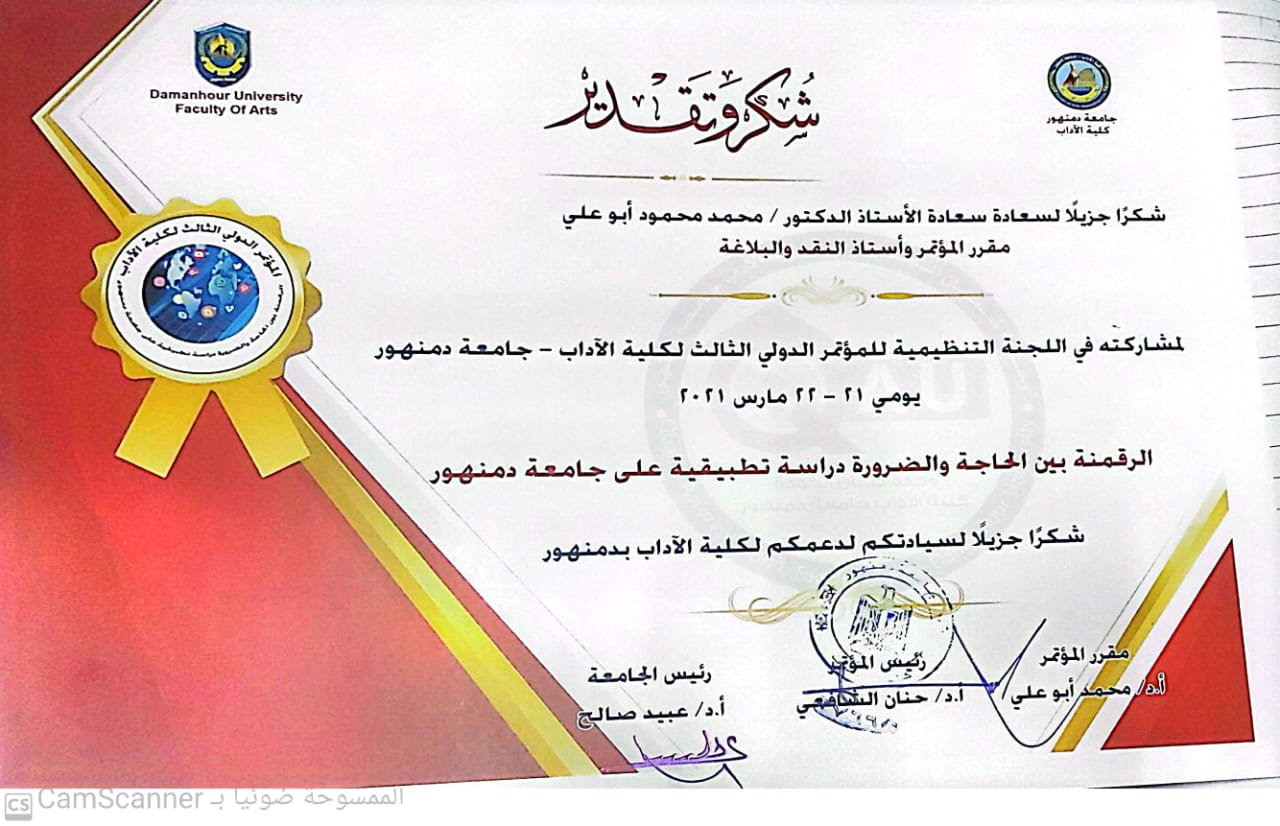 Damanhour University
Faculty Of Arts
شكر وتقدير
جامعة دمنهور
كلية الآداب
شكرًا جزيلًا لسعادة سعادة الأستاذ الدكتور / محمد محمود أبو علي
مقرر المؤتمر وأستاذ النقد والبلاغة
المؤتمر الدولي الثالث لكلية الآداب
لمشاركته في اللجنة التنظيمية للمؤتمر الدولي الثالث لكلية الآداب – جامعة دمنهور
يومي ٢١ – ٢٢ مارس ٢٠٢١
الرقمنة بين الحاجة والضرورة دراسة تطبيقية على جامعة دمنهور
شكرًا جزيلًا لسيادتكم لدعمكم لكلية الآداب بدمنهور
مقرر المؤتمر
أ.د/ محمد أبو علي
رئيس المؤتمر
أ.د/ حنان الشافعي
رئيس الجامعة
أ.د/ عبيد صالح
CS CamScanner الممسوحة ضوئيا بـ